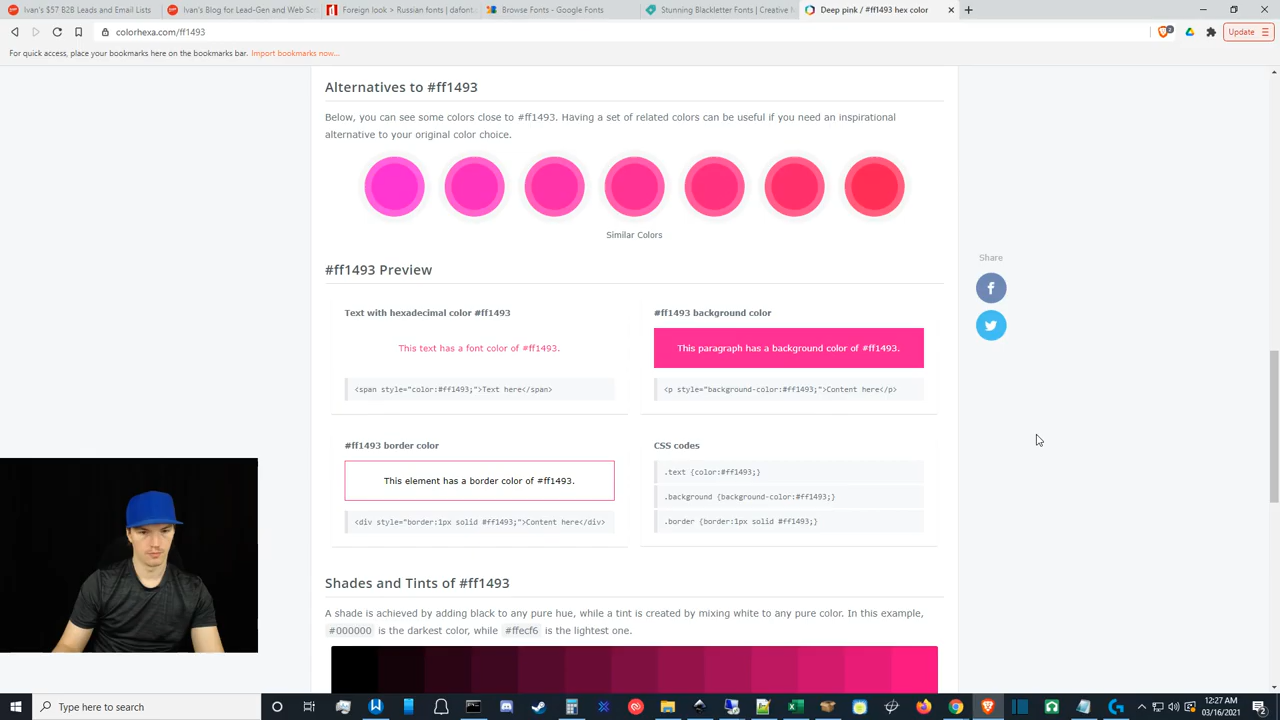 Ivan's $57 B2B Leads and Email Lists
Ivan's Blog for Lead-Gen and Web Scr
Foreign look > Russian fonts | dafont.
Browse Fonts - Google Fonts
Stunning Blackletter Fonts | Creative M
Deep pink / #ff1493 hex color
colorhexa.com/ff1493
2
Update
For quick access, place your bookmarks here on the bookmarks bar. Import bookmarks now...
Alternatives to #ff1493
Below, you can see some colors close to #ff1493. Having a set of related colors can be useful if you need an inspirational
alternative to your original color choice.
Similar Colors
#ff1493 Preview
Share
Text with hexadecimal color #ff1493
#ff1493 background color
This text has a font color of #ff1493.
This paragraph has a background color of #ff1493.
<span style="color:#ff1493;">Text here</span>
<p style="background-color:#ff1493;">Content here</p>
#ff1493 border color
CSS codes
This element has a border color of #ff1493.
.text {color:#ff1493;}
.background {background-color:#ff1493;}
<div style="border:1px solid #ff1493;">Content here</div>
.border {border:1px solid #ff1493;}
Shades and Tints of #ff1493
A shade is achieved by adding black to any pure hue, while a tint is created by mixing white to any pure color. In this example,
#000000 is the darkest color, while #ffecf6 is the lightest one.
Type here to search
12:27 AM
03/16/2021
2